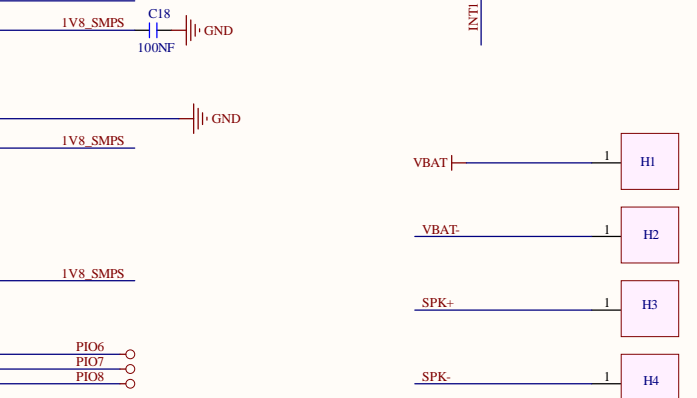 C18
1V8_SMPS
GND
100NF
INT1
GND
1V8_SMPS
VBAT
1
H1
VBAT-
1
H2
1V8_SMPS
SPK+
1
H3
PIO6
PIO7
PIO8
SPK-
1
H4